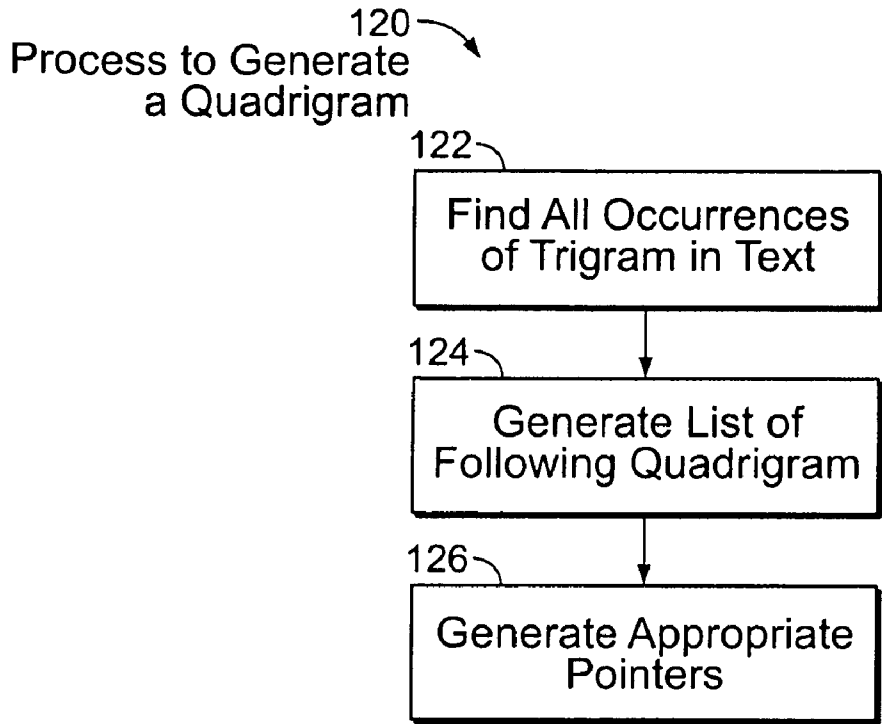 120
Process to Generate
a Quadrigram
122
Find All Occurrences
of Trigram in Text
124
Generate List of
Following Quadrigram
126
Generate Appropriate
Pointers